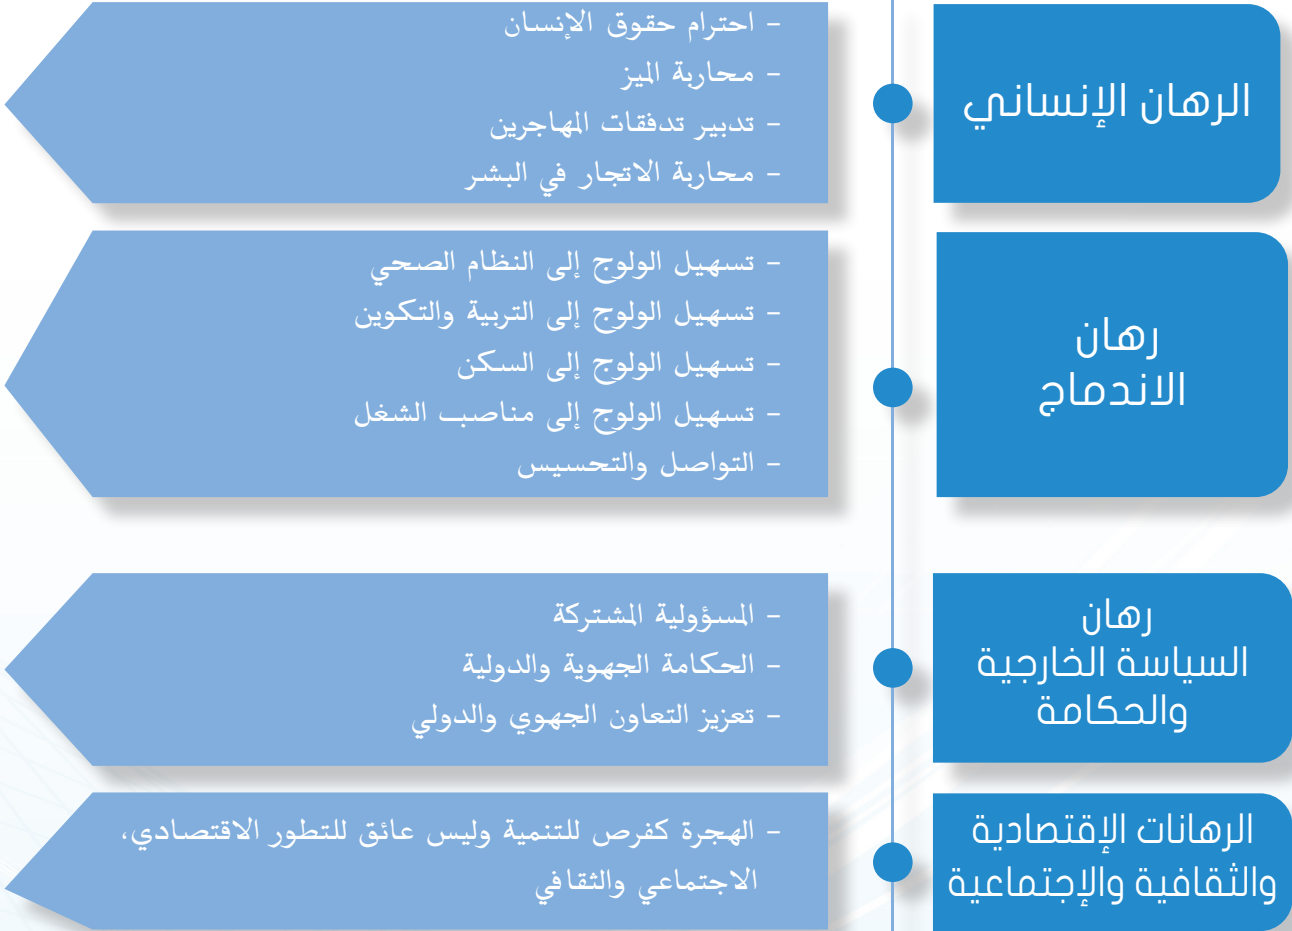 الرهان الإنساني
- احترام حقوق الإنسان
- محاربة الميز
- تدبير تدفقات المهاجرين
- محاربة الاتجار في البشر
رهان
الاندماج
- تسهيل الولوج إلى النظام الصحي
- تسهيل الولوج إلى التربية والتكوين
- تسهيل الولوج إلى السكن
- تسهيل الولوج إلى مناصب الشغل
- التواصل والتحسيس
رهان
السياسة الخارجية
والحكامة
- المسؤولية المشتركة
- الحكامة الجهوية والدولية
- تعزيز التعاون الجهوي والدولي
الرهانات الإقتصادية
والثقافية والإجتماعية
- الهجرة كفرص للتنمية وليس عائق للتطور الاقتصادي،
الاجتماعي والثقافي